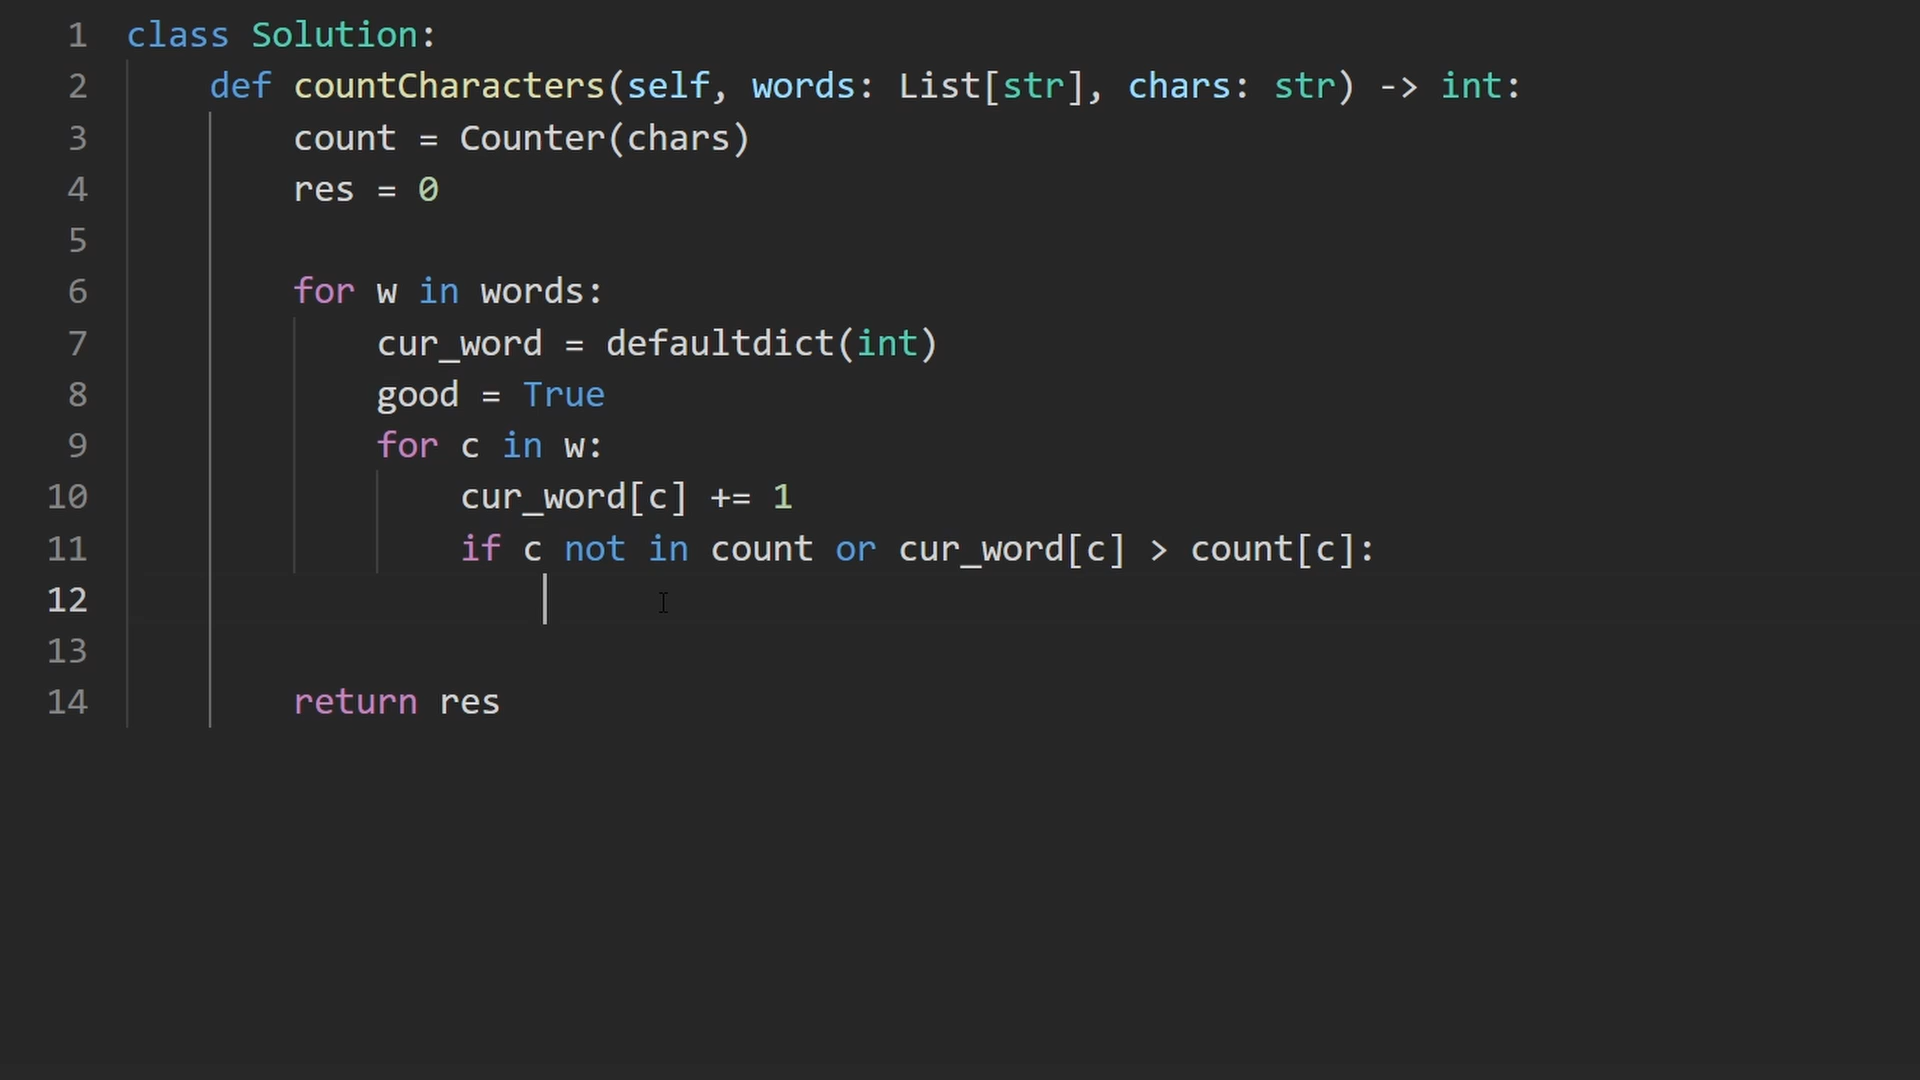 1 class Solution:
2     def countCharacters(self, words: List[str], chars: str) -> int:
3         count = Counter(chars)
4         res = 0
5
6         for w in words:
7             cur_word = defaultdict(int)
8             good = True
9             for c in w:
10                 cur_word[c] += 1
11                 if c not in count or cur_word[c] > count[c]:
12
13
14         return res